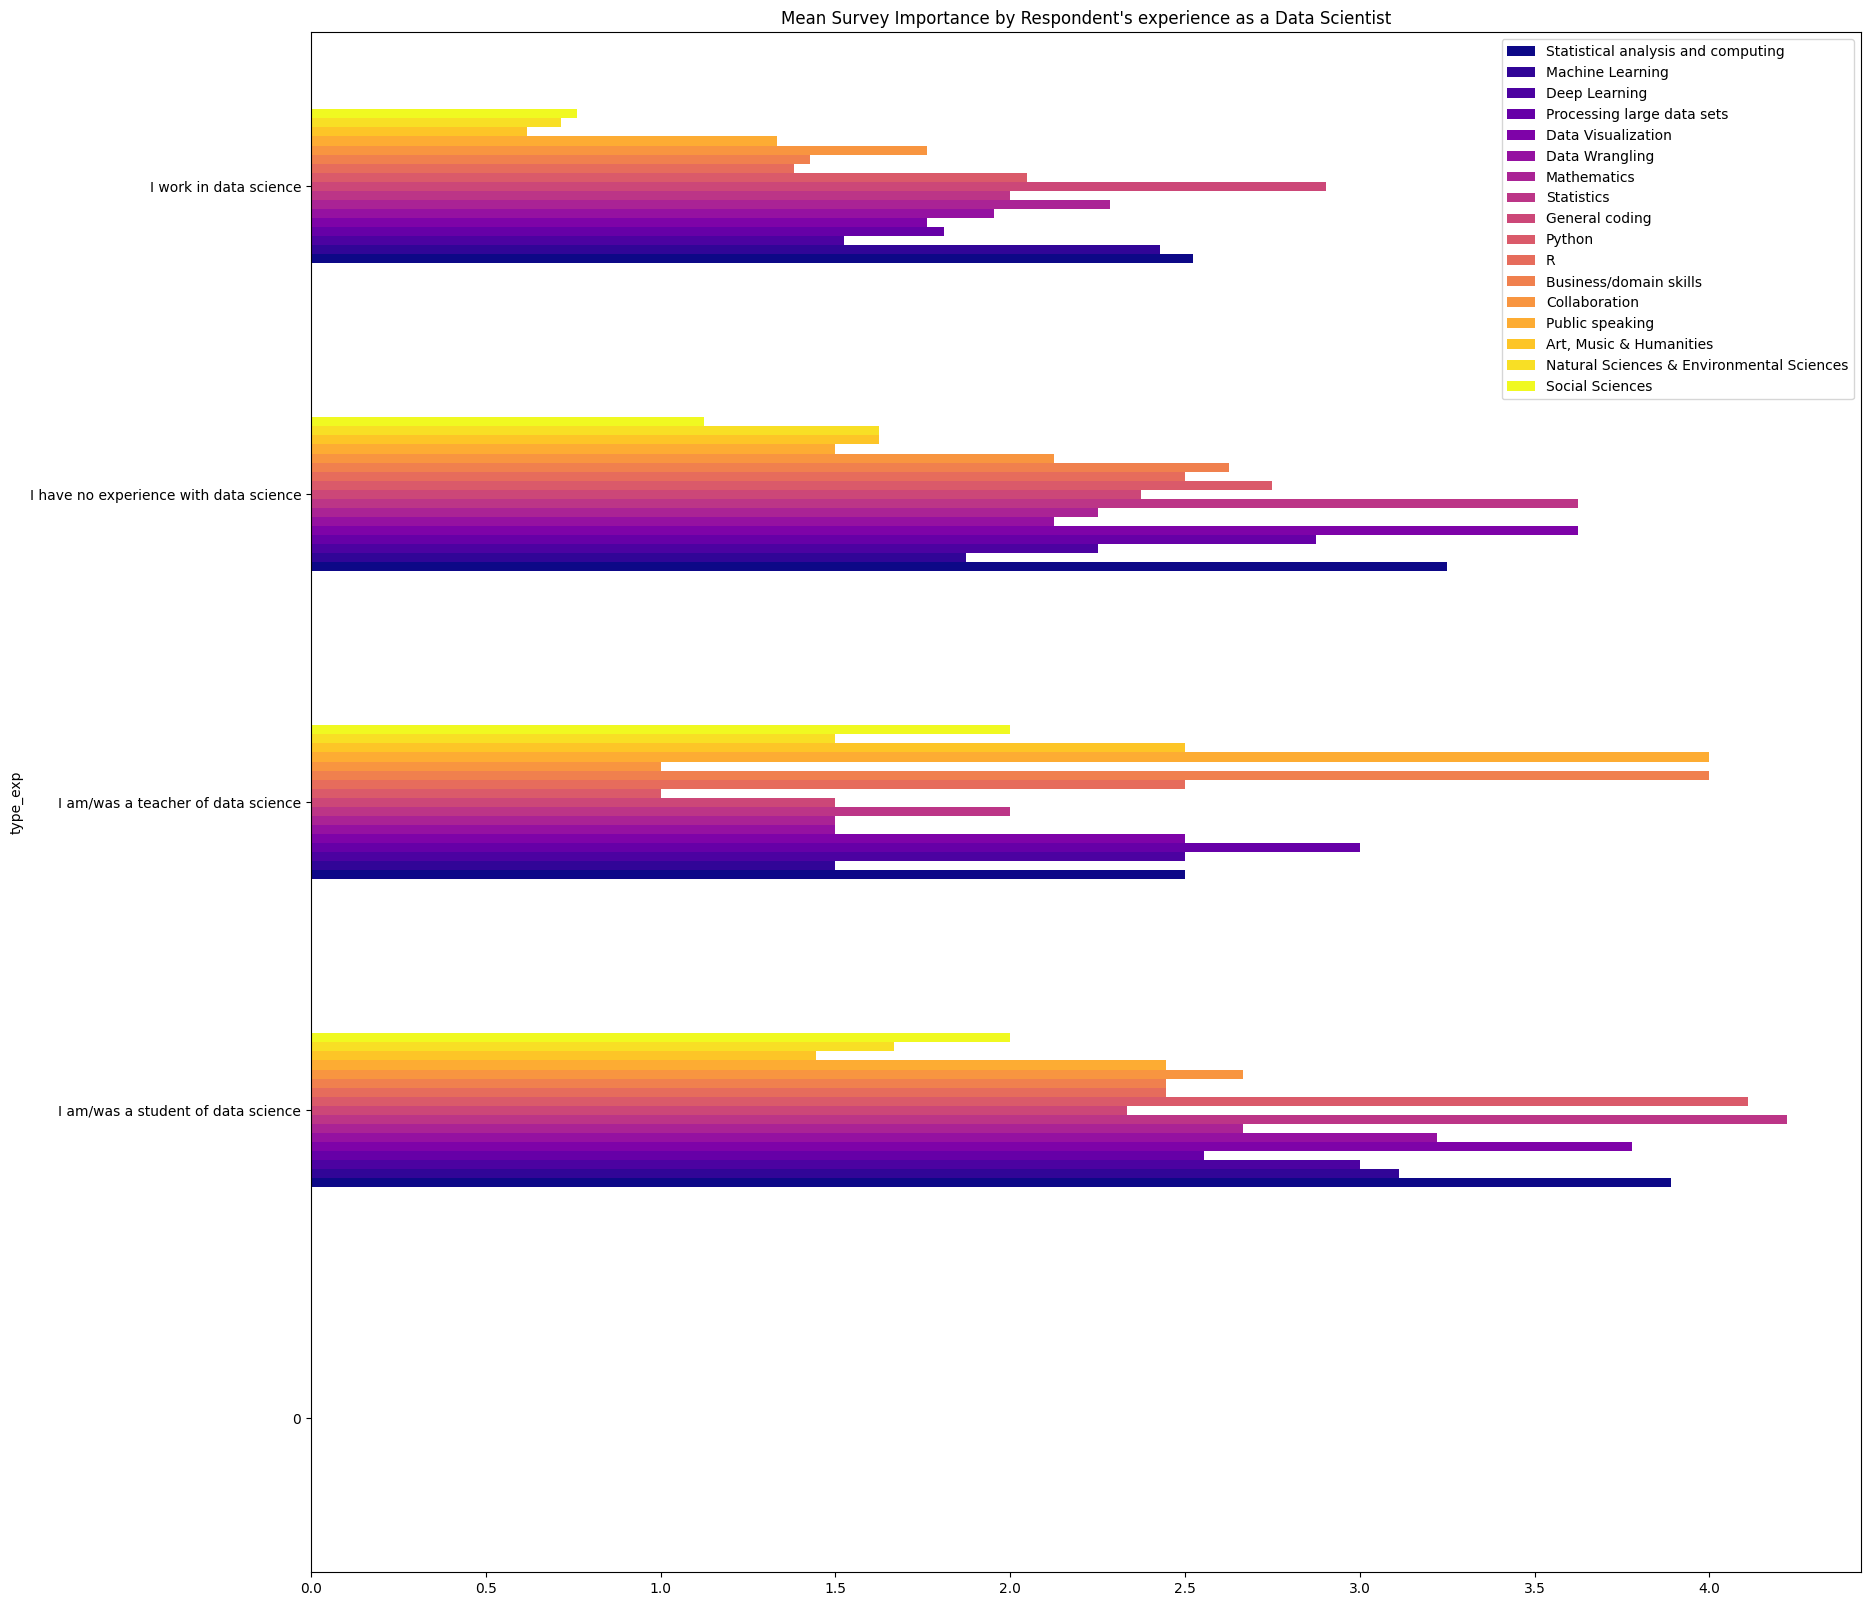 Mean Survey Importance by Respondent's experience as a Data Scientist
Statistical analysis and computing
Machine Learning
Deep Learning
Processing large data sets
Data Visualization
Data Wrangling
Mathematics
Statistics
General coding
Python
R
Business/domain skills
Collaboration
Public speaking
Art, Music & Humanities
Natural Sciences & Environmental Sciences
Social Sciences
I work in data science
I have no experience with data science
I am/was a teacher of data science
I am/was a student of data science
0
type_exp
0.0 0.5 1.0 1.5 2.0 2.5 3.0 3.5 4.0